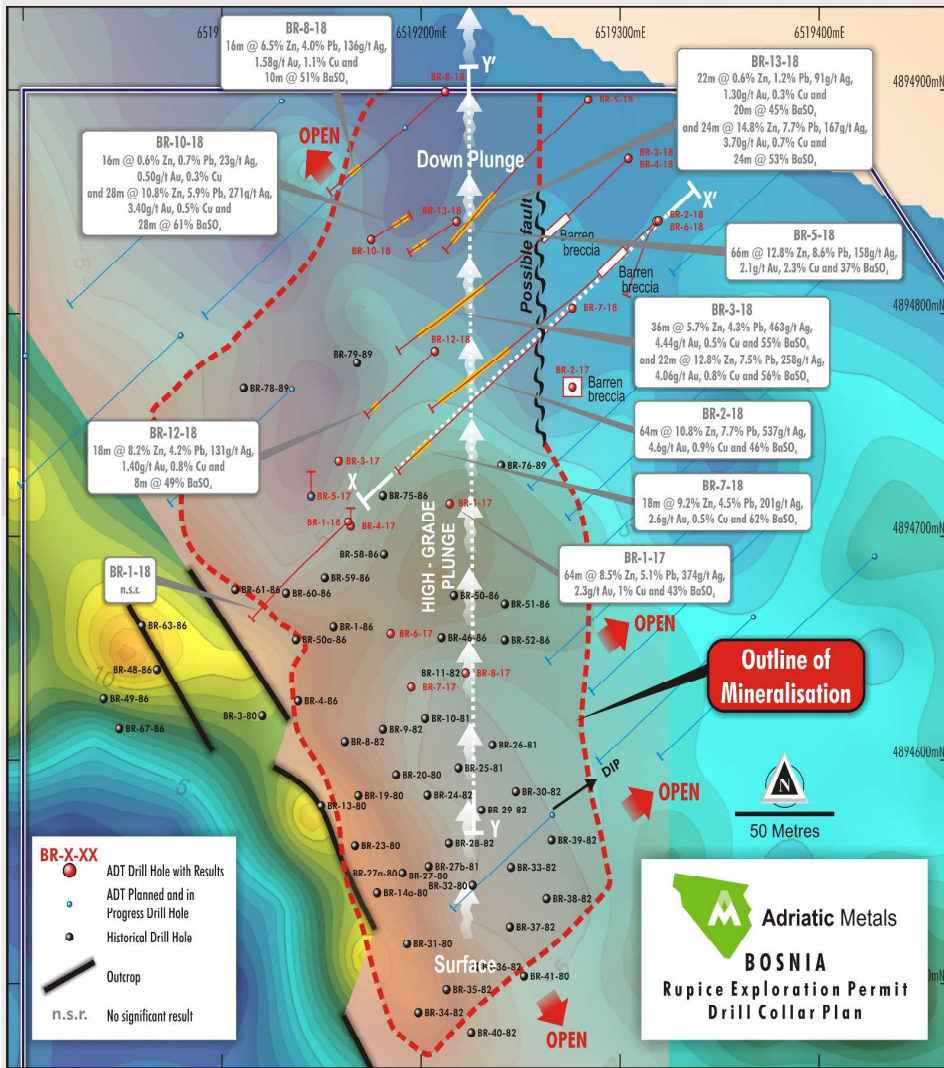 6519200mE
6519300mE
6519400mE
4894900mN
4894800mN
4894700mN
4894600mN
BR-8-18
16m @ 6.5% Zn, 4.0% Pb, 136g/t Ag,
1.58g/t Au, 1.1% Cu and
10m @ 51% BaSO₄
BR-13-18
22m @ 0.6% Zn, 1.2% Pb, 91g/t Ag,
1.30g/t Au, 0.3% Cu and
20m @ 45% BaSO₄
and 24m @ 14.8% Zn, 7.7% Pb, 167g/t Ag,
3.70g/t Au, 0.7% Cu and
24m @ 53% BaSO₄
BR-10-18
16m @ 0.6% Zn, 0.7% Pb, 23g/t Ag,
0.50g/t Au, 0.3% Cu
and 28m @ 10.8% Zn, 5.9% Pb, 271g/t Ag,
3.40g/t Au, 0.5% Cu and
28m @ 61% BaSO₄
BR-5-18
66m @ 12.8% Zn, 8.6% Pb, 158g/t Ag,
2.1g/t Au, 2.3% Cu and 37% BaSO₄
BR-3-18
36m @ 5.7% Zn, 4.3% Pb, 463g/t Ag,
4.44g/t Au, 0.5% Cu and 55% BaSO₄
and 22m @ 12.8% Zn, 7.5% Pb, 258g/t Ag,
4.06g/t Au, 0.8% Cu and 56% BaSO₄
BR-2-18
64m @ 10.8% Zn, 7.7% Pb, 537g/t Ag,
4.6g/t Au, 0.9% Cu and 46% BaSO₄
BR-12-18
18m @ 8.2% Zn, 4.2% Pb, 131g/t Ag,
1.40g/t Au, 0.8% Cu and
8m @ 49% BaSO₄
BR-7-18
18m @ 9.2% Zn, 4.5% Pb, 201g/t Ag,
2.6g/t Au, 0.5% Cu and 62% BaSO₄
BR-1-17
64m @ 8.5% Zn, 5.1% Pb, 374g/t Ag,
2.3g/t Au, 1% Cu and 43% BaSO₄
BR-1-18
n.s.r.
Y'
BR-8-18
BR-5-18
OPEN
Down Plunge
BR-3-18
BR-4-18
X'
BR-13-18
BR-2-18
BR-6-18
BR-10-18
Barren
breccia
Barren
breccia
Possible fault
BR-7-18
BR-12-18
BR-79-89
BR-78-89
BR-2-17
Barren
breccia
BR-3-17
BR-76-89
X
BR-5-17
BR-75-86
BR-1-17
BR-1-18
BR-4-17
HIGH-GRADE
PLUNGE
BR-58-86
BR-59-86
BR-61-86
BR-60-86
BR-50-86
BR-51-86
BR-63-86
BR-1-86
BR-6-17
BR-50a-86
BR-46-86
BR-52-86
OPEN
BR-48-86
BR-11-82
BR-8-17
BR-7-17
Outline of
Mineralisation
BR-49-86
BR-4-86
BR-3-80
BR-10-81
BR-67-86
BR-9-82
BR-8-82
BR-26-81
BR-25-81
BR-20-80
DIP
BR-19-80
BR-24-82
BR-30-82
OPEN
BR-13-80
BR-29-82
N
50 Metres
Y
BR-23-80
BR-28-82
BR-39-82
BR-27b-81
BR-33-82
BR-27a-80
BR-27-80
BR-32-80
BR-14a-80
BR-38-82
BR-37-82
BR-31-80
Surface
BR-36-82
BR-41-80
BR-35-82
BR-34-82
BR-40-82
OPEN
5
10
5
BR-X-XX
ADT Drill Hole with Results
ADT Planned and in
Progress Drill Hole
Historical Drill Hole
Outcrop
n.s.r.
No significant result
Adriatic Metals
BOSNIA
Rupice Exploration Permit
Drill Collar Plan